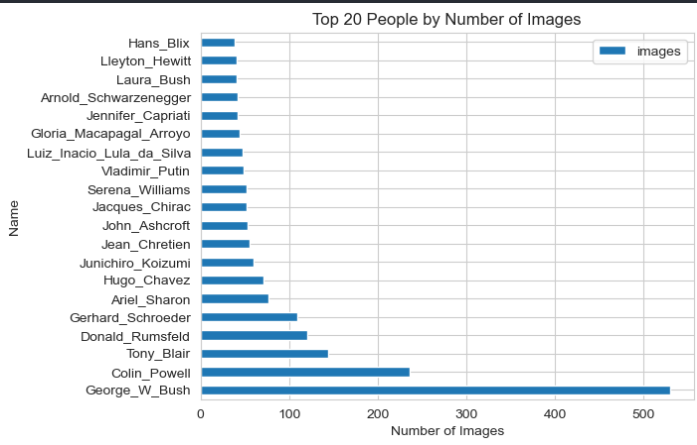 Top 20 People by Number of Images
images
Hans_Blix
Lleyton_Hewitt
Laura_Bush
Arnold_Schwarzenegger
Jennifer_Capriati
Gloria_Macapagal_Arroyo
Luiz_Inacio_Lula_da_Silva
Vladimir_Putin
Serena_Williams
Jacques_Chirac
John_Ashcroft
Jean_Chretien
Junichiro_Koizumi
Hugo_Chavez
Ariel_Sharon
Gerhard_Schroeder
Donald_Rumsfeld
Tony_Blair
Colin_Powell
George_W_Bush
Name
0 100 200 300 400 500
Number of Images